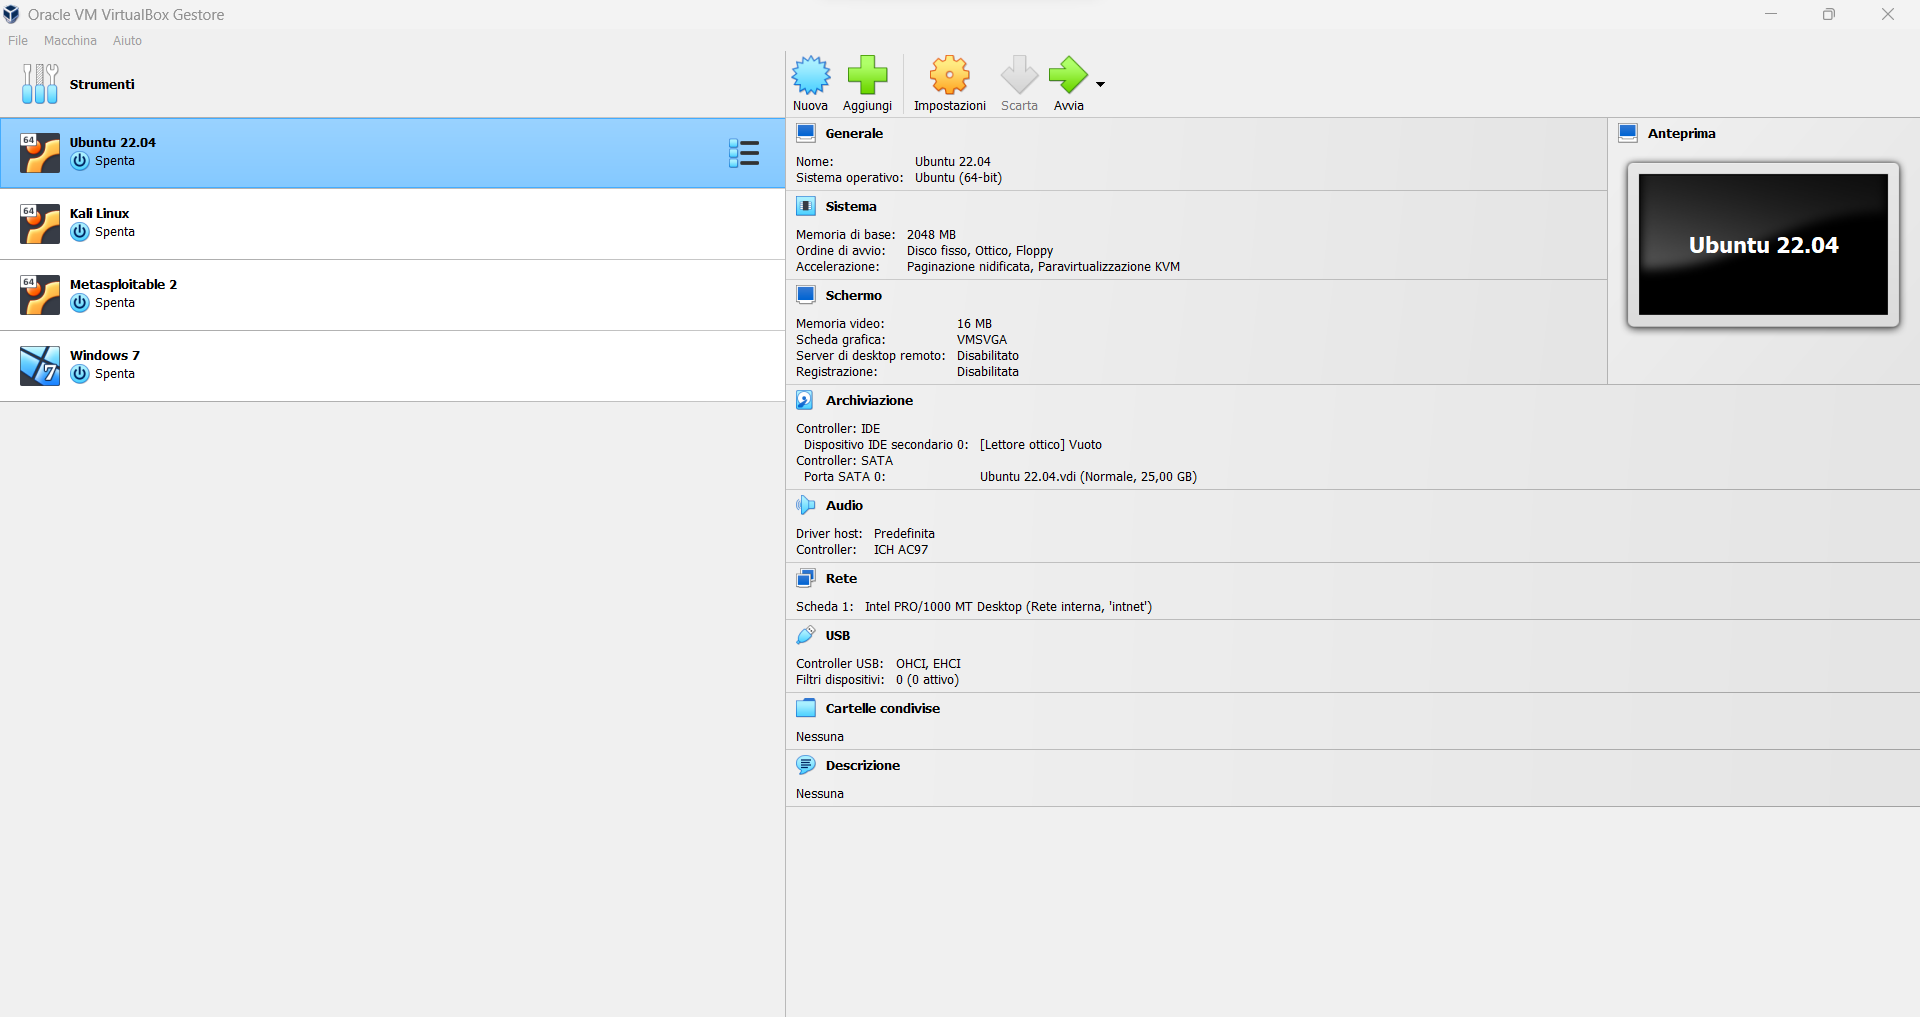 Oracle VM VirtualBox Gestore
File Macchina Aiuto
Strumenti
64
Ubuntu 22.04
Spenta
64
Kali Linux
Spenta
64
Metasploitable 2
Spenta
7
Windows 7
Spenta
Nuova Aggiungi Impostazioni Scarta Avvia
Generale
Nome: Ubuntu 22.04
Sistema operativo: Ubuntu (64-bit)
Sistema
Memoria di base: 2048 MB
Ordine di avvio: Disco fisso, Ottico, Floppy
Accelerazione: Paginazione nidificata, Paravirtualizzazione KVM
Schermo
Memoria video: 16 MB
Scheda grafica: VMSVGA
Server di desktop remoto: Disabilitato
Registrazione: Disabilitata
Anteprima
Ubuntu 22.04
Archiviazione
Controller: IDE
Dispositivo IDE secondario 0: [Lettore ottico] Vuoto
Controller: SATA
Porta SATA 0: Ubuntu 22.04.vdi (Normale, 25,00 GB)
Audio
Driver host: Predefinita
Controller: ICH AC97
Rete
Scheda 1: Intel PRO/1000 MT Desktop (Rete interna, 'intnet')
USB
Controller USB: OHCI, EHCI
Filtri dispositivi: 0 (0 attivo)
Cartelle condivise
Nessuna
Descrizione
Nessuna